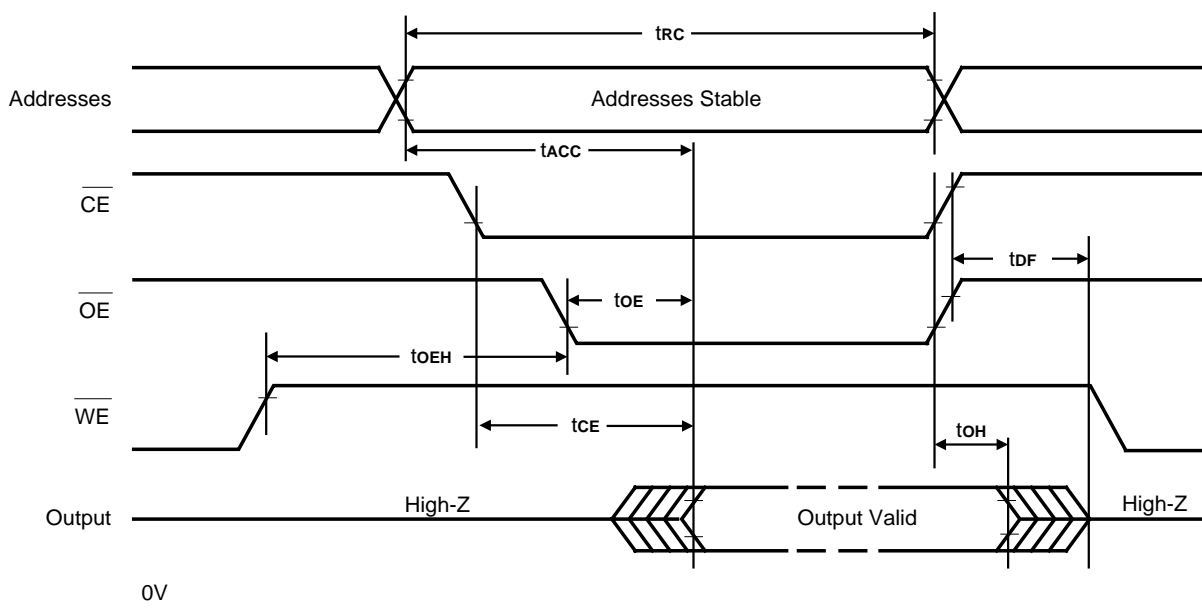 tRC
Addresses
Addresses Stable
tACC
CE
tDF
OE
tOE
tOEH
WE
tCE
tOH
High-Z
High-Z
Output
Output Valid
0V